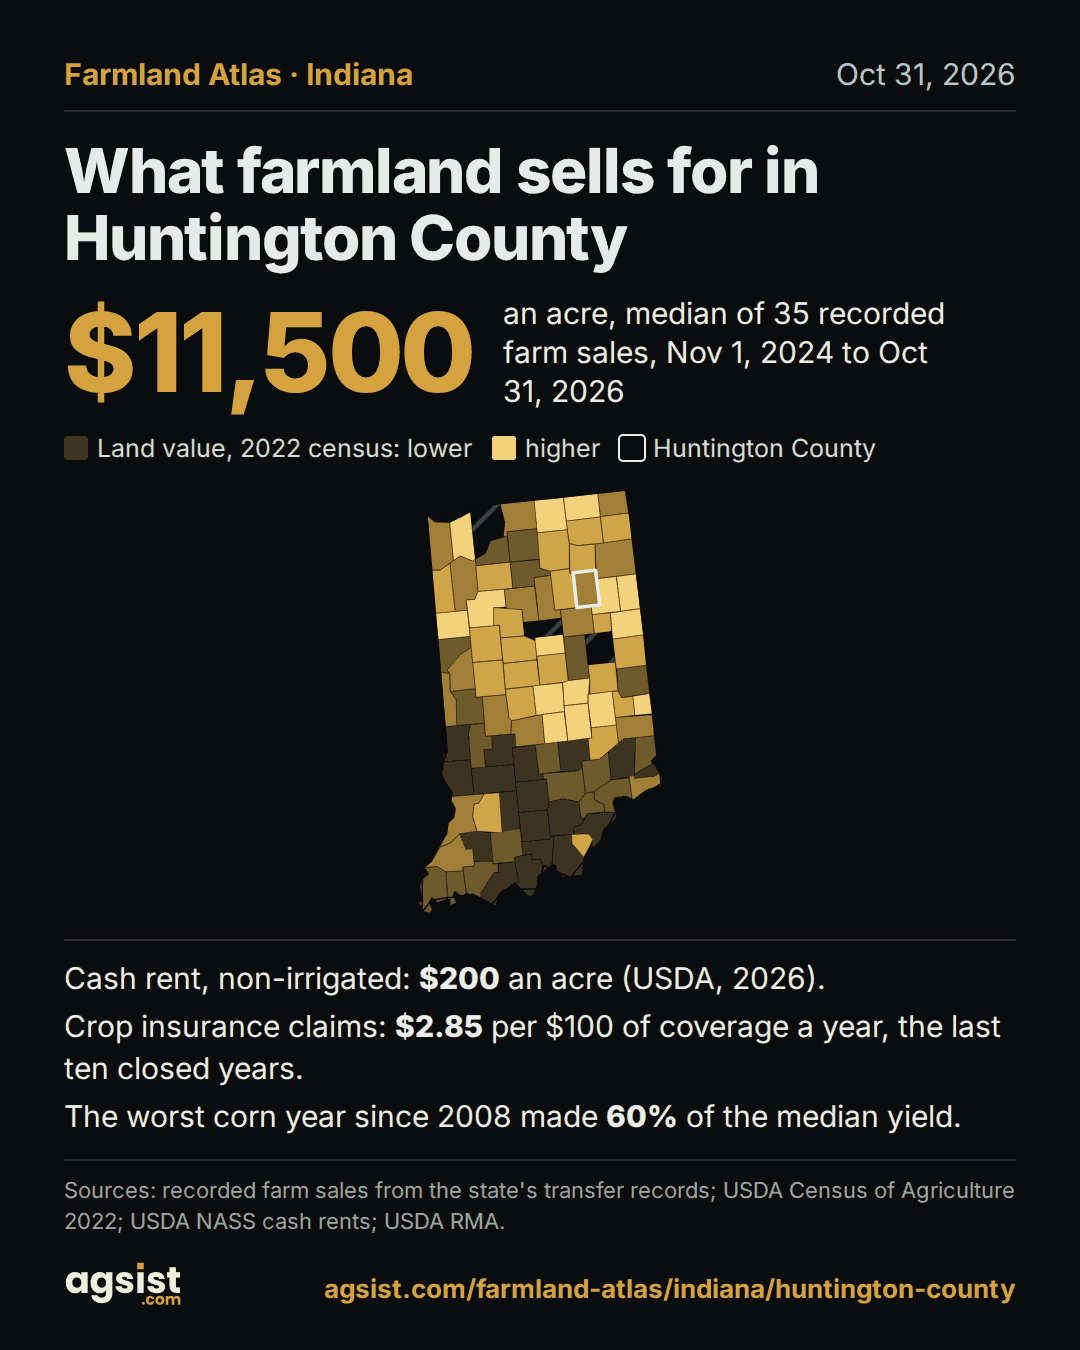 Farmland Atlas · Indiana
Oct 31, 2026
What farmland sells for in
Huntington County
$11,500
an acre, median of 35 recorded
farm sales, Nov 1, 2024 to Oct
31, 2026
Land value, 2022 census: lower
higher
Huntington County
Cash rent, non-irrigated: $200 an acre (USDA, 2026).
Crop insurance claims: $2.85 per $100 of coverage a year, the last
ten closed years.
The worst corn year since 2008 made 60% of the median yield.
Sources: recorded farm sales from the state's transfer records; USDA Census of Agriculture
2022; USDA NASS cash rents; USDA RMA.
agsist
.com
agsist.com/farmland-atlas/indiana/huntington-county